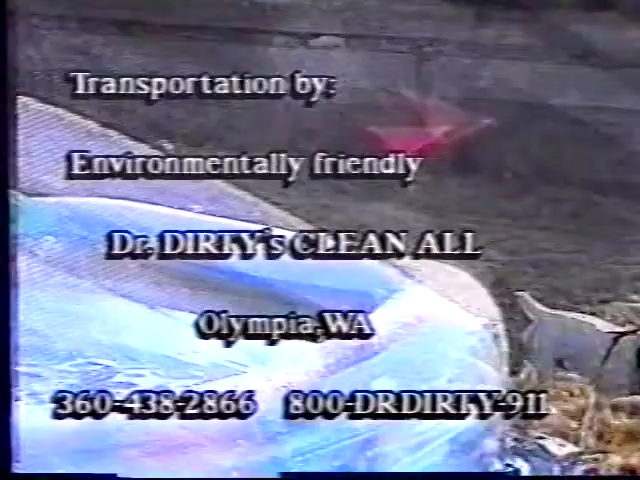 Transportation by:
Environmentally friendly
Dr. DIRTY's CLEAN ALL
Olympia,WA
360-438-2866 800-DRDIRTY-911